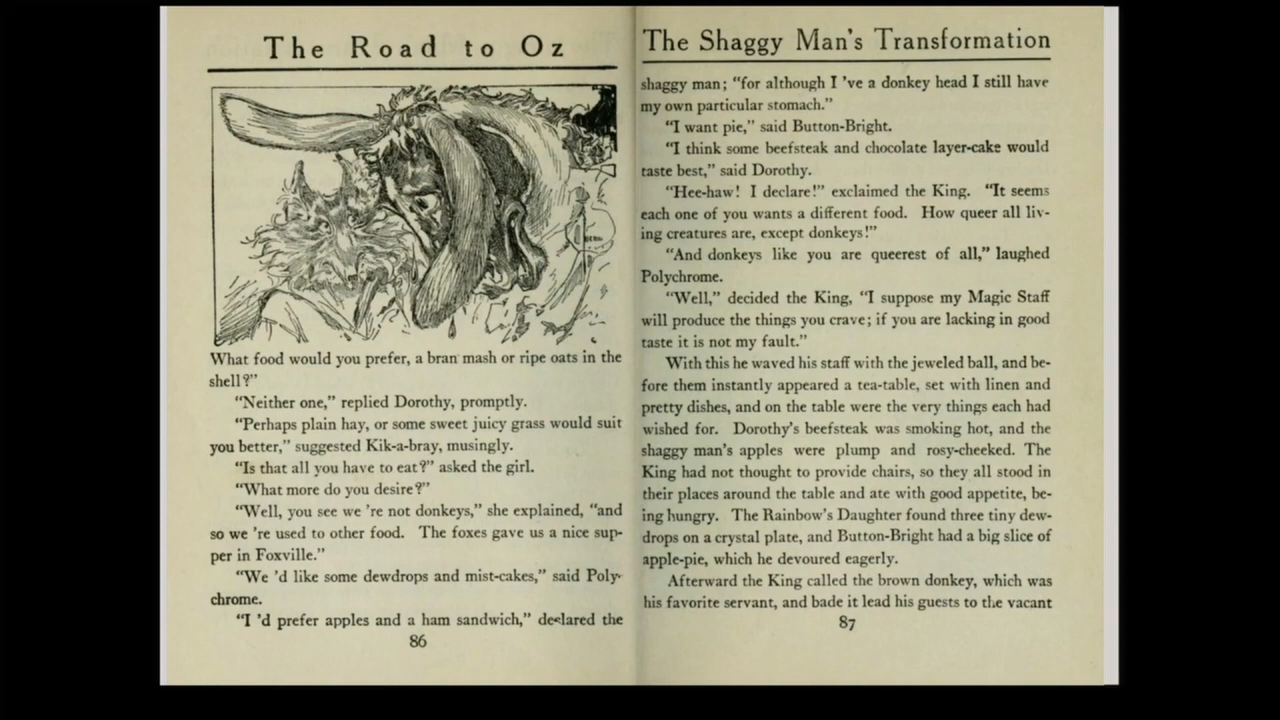 The Road to Oz
What food would you prefer, a bran mash or ripe oats in the
shell?”
“Neither one,” replied Dorothy, promptly.
“Perhaps plain hay, or some sweet juicy grass would suit
you better,” suggested Kik-a-bray, musingly.
“Is that all you have to eat?” asked the girl.
“What more do you desire?”
“Well, you see we ’re not donkeys,” she explained, “and
so we ’re used to other food. The foxes gave us a nice sup-
per in Foxville.”
“We ’d like some dewdrops and mist-cakes,” said Poly-
chrome.
“I ’d prefer apples and a ham sandwich,” declared the
86
The Shaggy Man’s Transformation
shaggy man; “for although I ’ve a donkey head I still have
my own particular stomach.”
“I want pie,” said Button-Bright.
“I think some beefsteak and chocolate layer-cake would
taste best,” said Dorothy.
“Hee-haw! I declare!” exclaimed the King. “It seems
each one of you wants a different food. How queer all liv-
ing creatures are, except donkeys!”
“And donkeys like you are queerest of all,” laughed
Polychrome.
“Well,” decided the King, “I suppose my Magic Staff
will produce the things you crave; if you are lacking in good
taste it is not my fault.”
With this he waved his staff with the jeweled ball, and be-
fore them instantly appeared a tea-table, set with linen and
pretty dishes, and on the table were the very things each had
wished for. Dorothy’s beefsteak was smoking hot, and the
shaggy man’s apples were plump and rosy-cheeked. The
King had not thought to provide chairs, so they all stood in
their places around the table and ate with good appetite, be-
ing hungry. The Rainbow’s Daughter found three tiny dew-
drops on a crystal plate, and Button-Bright had a big slice of
apple-pie, which he devoured eagerly.
Afterward the King called the brown donkey, which was
his favorite servant, and bade it lead his guests to the vacant
87